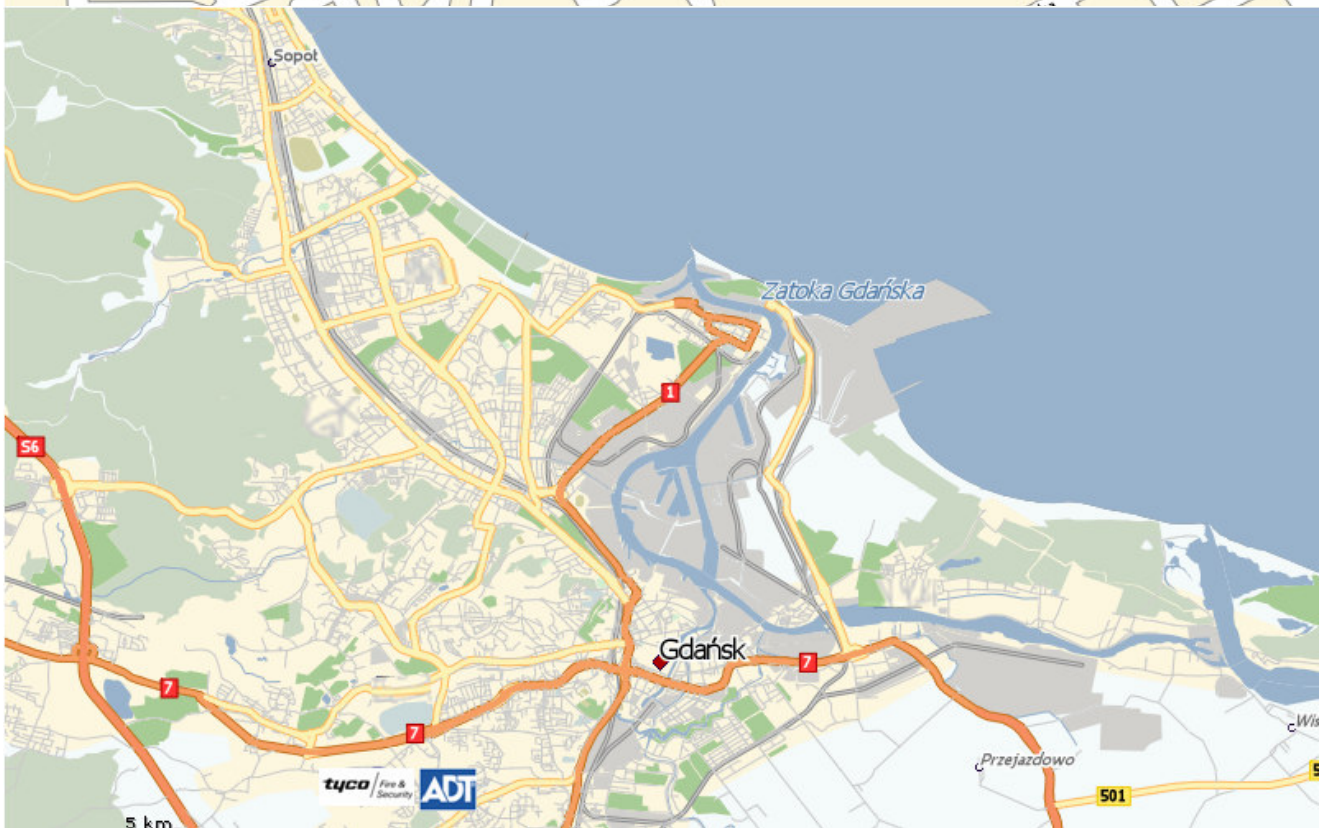 Sopot
Zatoka Gdańska
1
S6
Gdańsk
7
7
7
Przejazdowo
501
tyco / Fire & Security
ADT
5 km